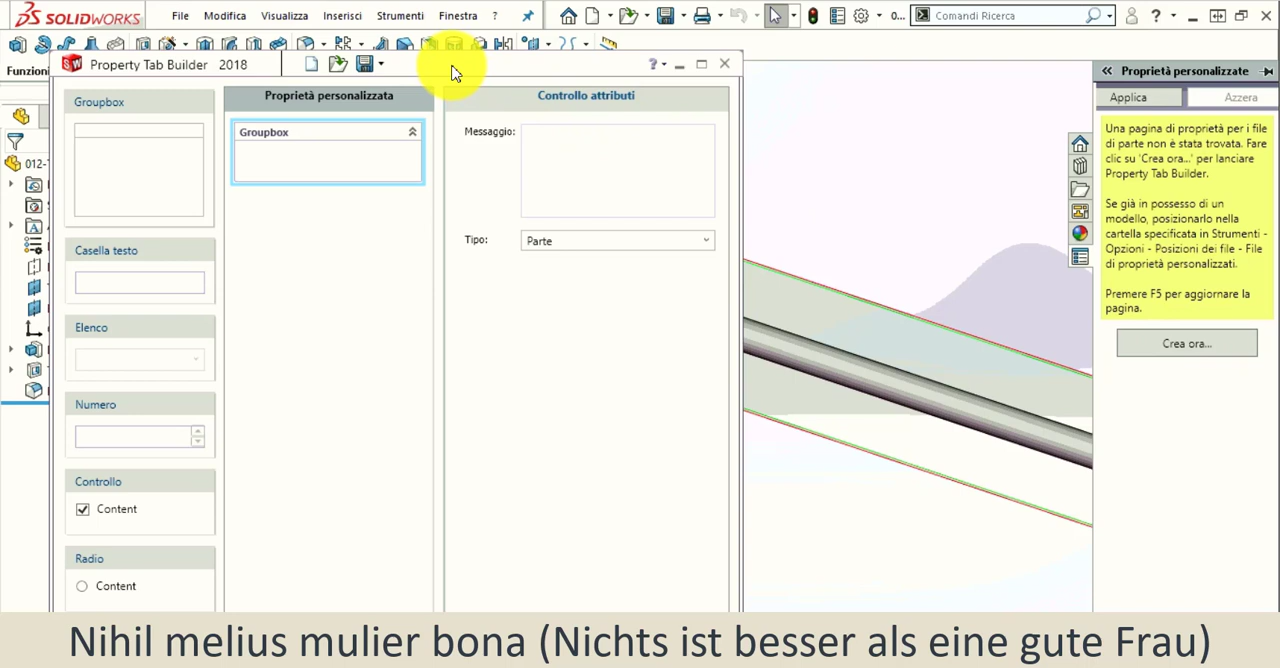 SOLIDWORKS
File Modifica Visualizza Inserisci Strumenti Finestra ?
0...
Comandi Ricerca
?
Funzion
Property Tab Builder 2018
?
Proprietà personalizzate
Applica
Azzera
Groupbox
Proprietà personalizzata
Controllo attributi
Groupbox
Messaggio:
Tipo:
Parte
Casella testo
Elenco
Numero
Controllo
Content
Radio
Content
012-
Una pagina di proprietà per i file
di parte non è stata trovata. Fare
clic su 'Crea ora...' per lanciare
Property Tab Builder.
Se già in possesso di un
modello, posizionarlo nella
cartella specificata in Strumenti -
Opzioni - Posizioni dei file - File
di proprietà personalizzati.
Premere F5 per aggiornare la
pagina.
Crea ora...
Nihil melius mulier bona (Nichts ist besser als eine gute Frau)